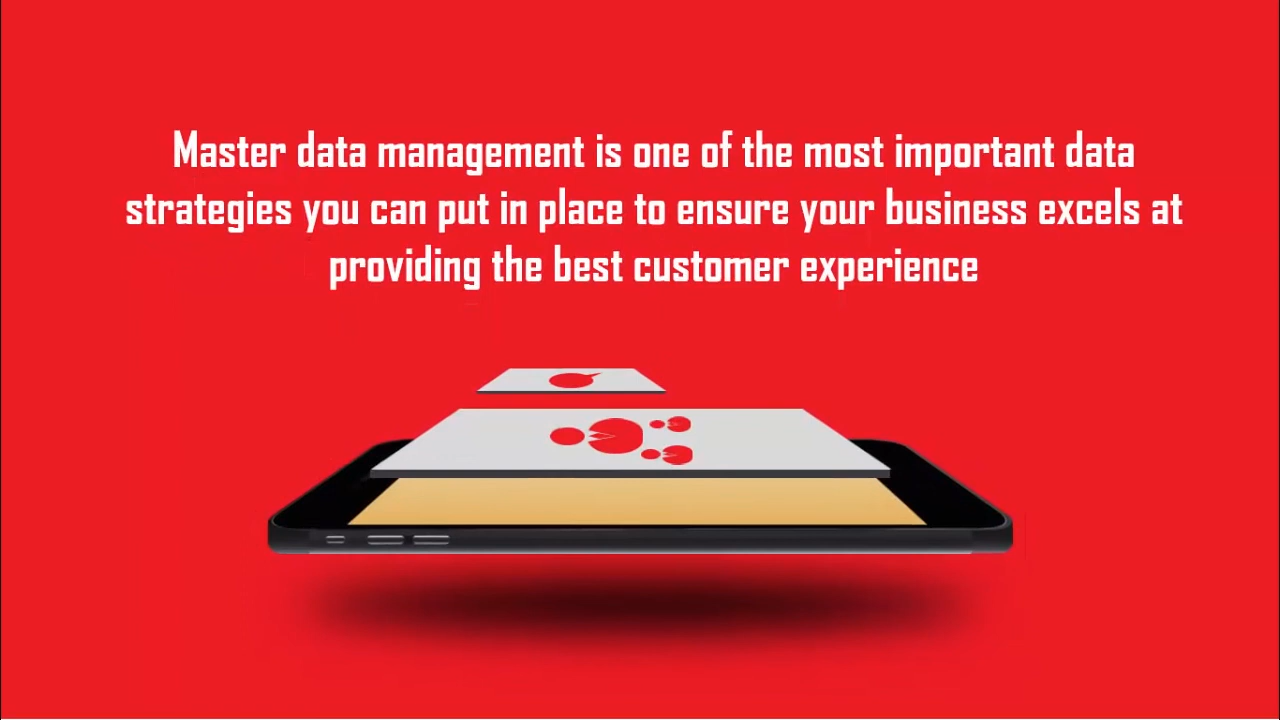 Master data management is one of the most important data
strategies you can put in place to ensure your business excels at
providing the best customer experience